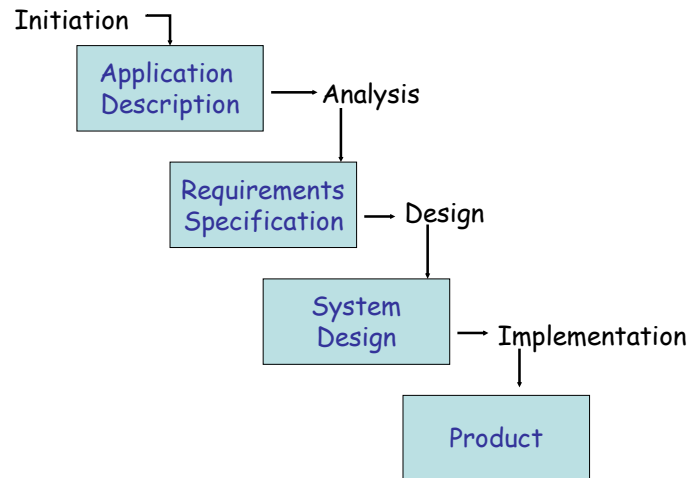 Initiation
Application
Description
Analysis
Requirements
Specification
Design
System
Design
Implementation
Product